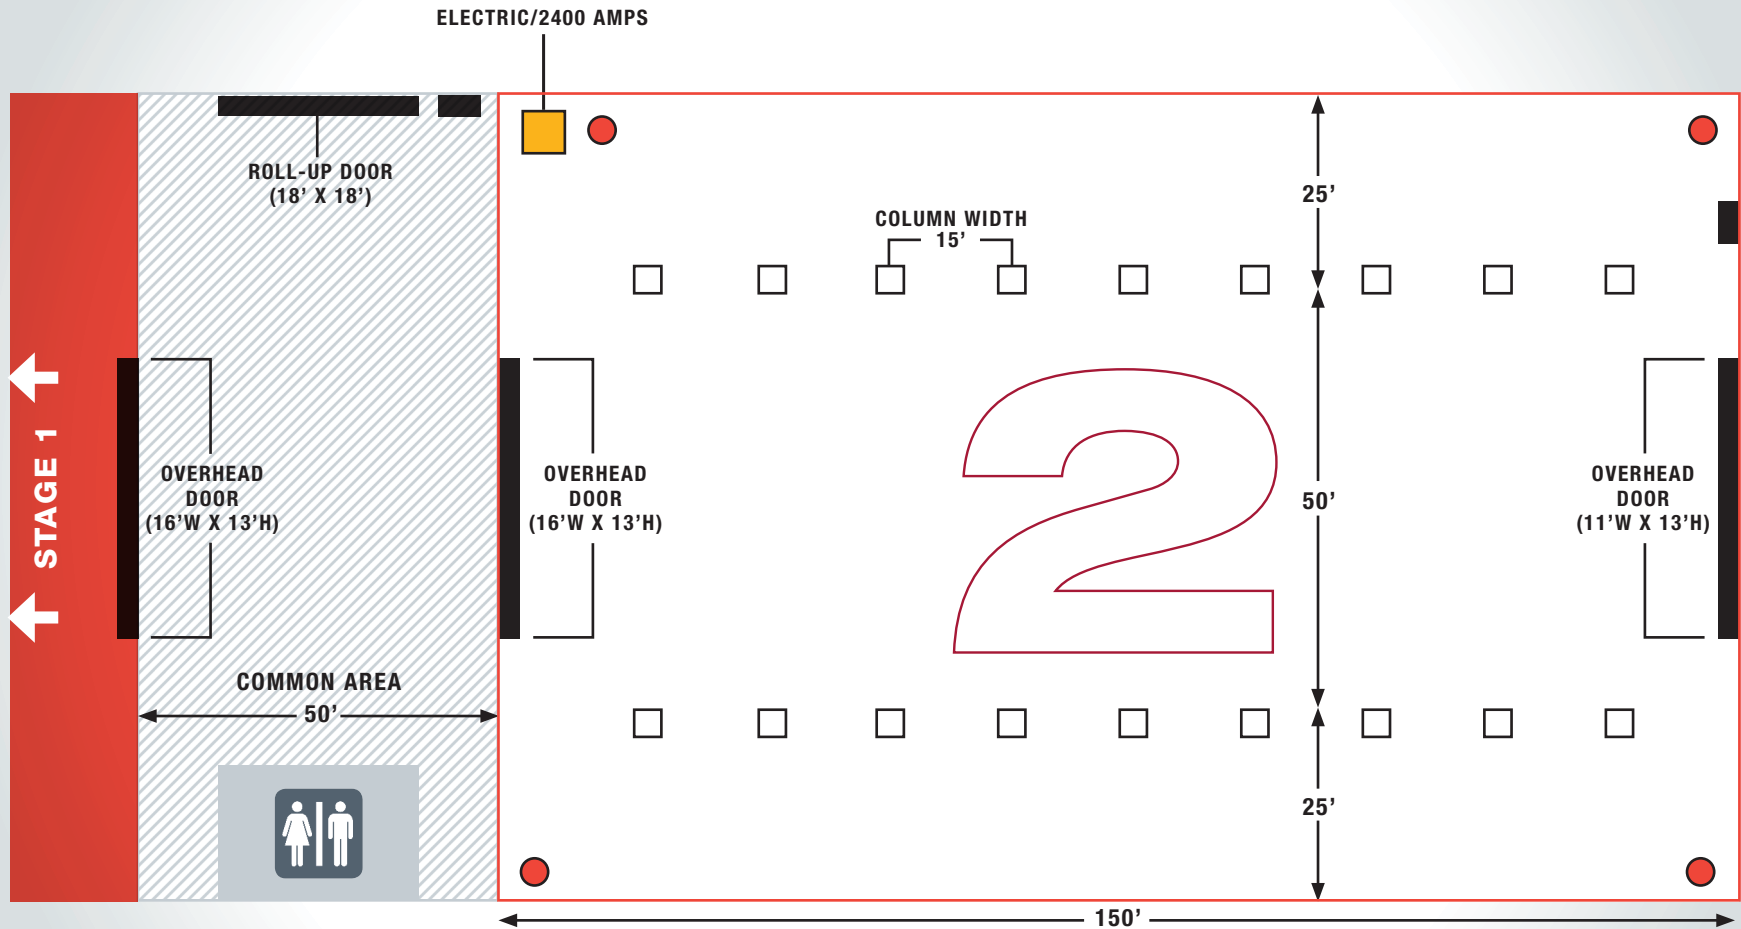 ELECTRIC/2400 AMPS
ROLL-UP DOOR
(18’ X 18’)
25’
COLUMN WIDTH
15’
STAGE 1
OVERHEAD
DOOR
(16’W X 13’H)
OVERHEAD
DOOR
(16’W X 13’H)
2
50’
OVERHEAD
DOOR
(11’W X 13’H)
COMMON AREA
50’
25’
150’